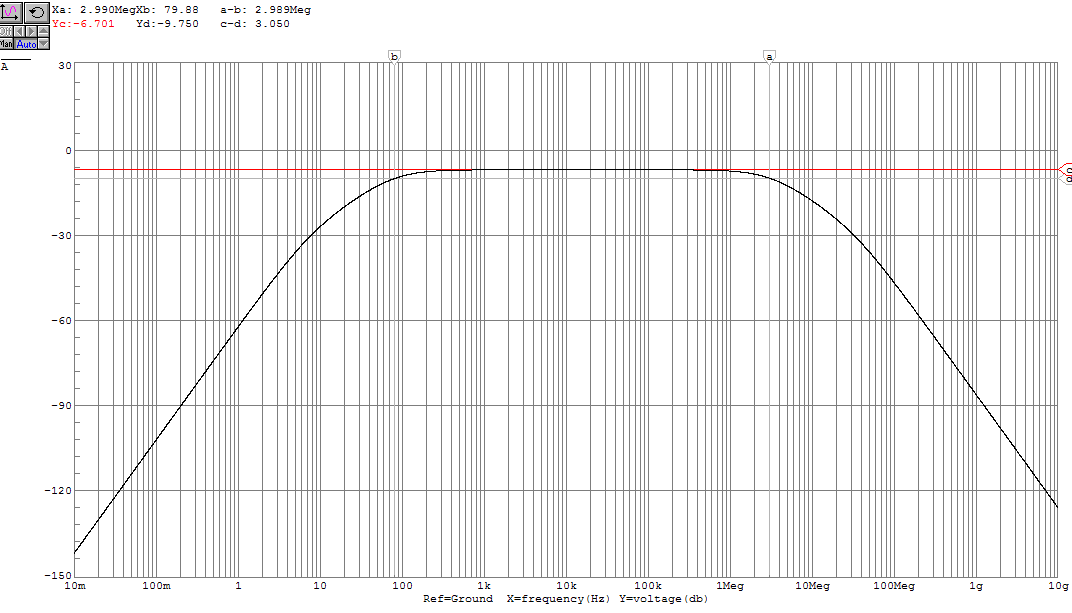 Xa: 2.990MegXb: 79.88 a-b: 2.989Meg
Yc:-6.701 Yd:-9.750 c-d: 3.050
Off
Man Auto
A
b a
30
0
c
d
-30
-60
-90
-120
-150
10m 100m 1 10 100 1k 10k 100k 1Meg 10Meg 100Meg 1g 10g
Ref=Ground X=frequency(Hz) Y=voltage(db)